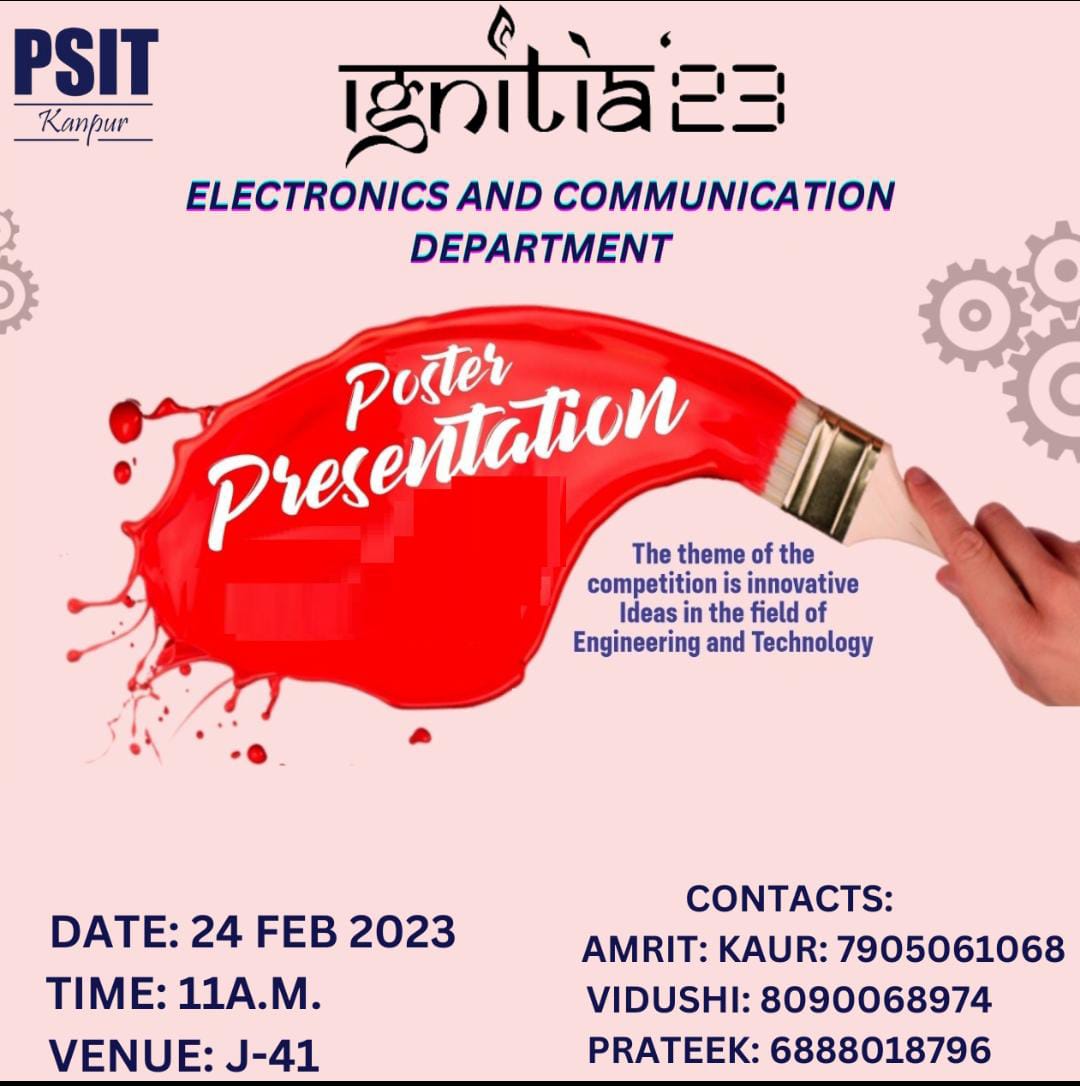 PSIT
Kanpur
ignitia '23
ELECTRONICS AND COMMUNICATION
DEPARTMENT
Poster
Presentation
The theme of the
competition is innovative
Ideas in the field of
Engineering and Technology
DATE: 24 FEB 2023
TIME: 11A.M.
VENUE: J-41
CONTACTS:
AMRIT: KAUR: 7905061068
VIDUSHI: 8090068974
PRATEEK: 6888018796